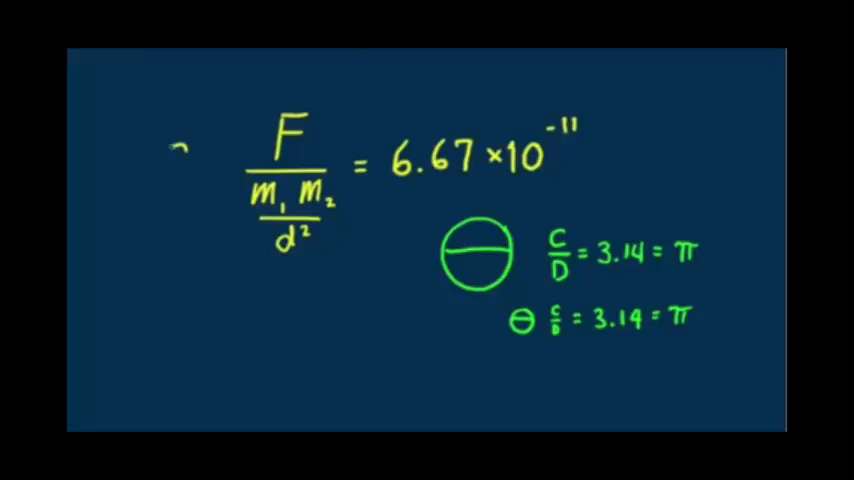 F
m₁ m₂ = 6.67 × 10⁻¹¹
d²
C/D = 3.14 = π
C/D = 3.14 = π